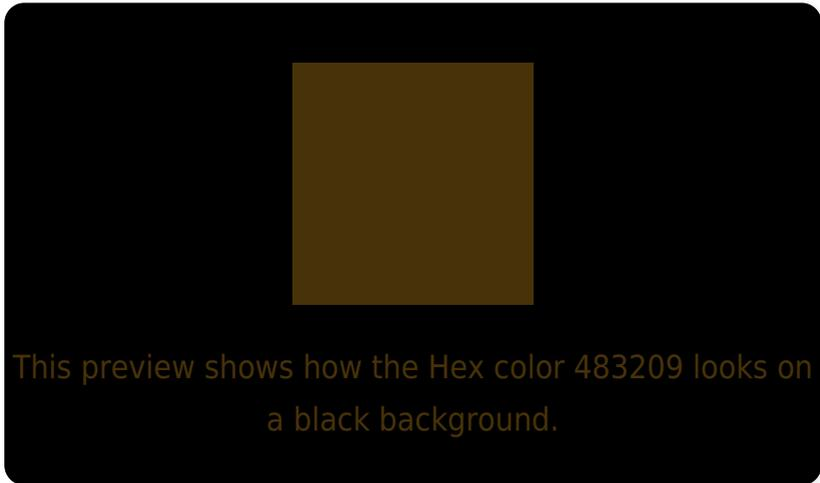 This preview shows how the Hex color 483209 looks on
a black background.